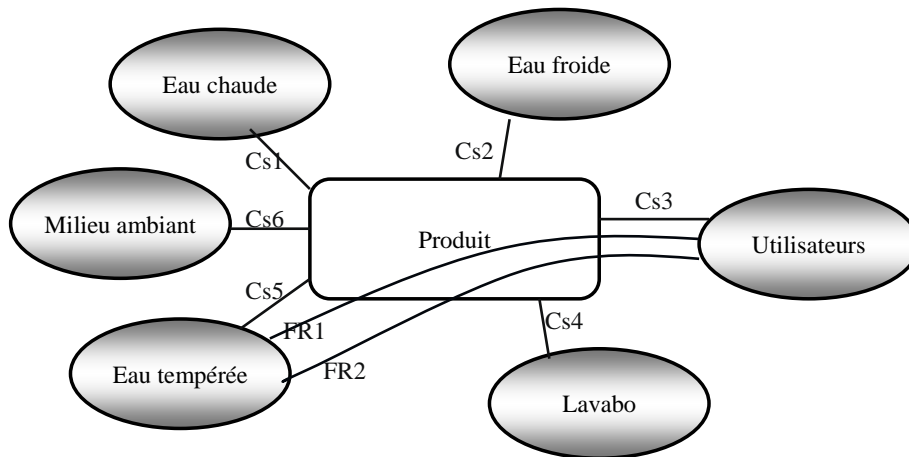 Eau froide
Eau chaude
Cs2
Cs1
Cs3
Milieu ambiant
Cs6
Produit
Utilisateurs
Cs5
FR1
Cs4
Eau tempérée
FR2
Lavabo